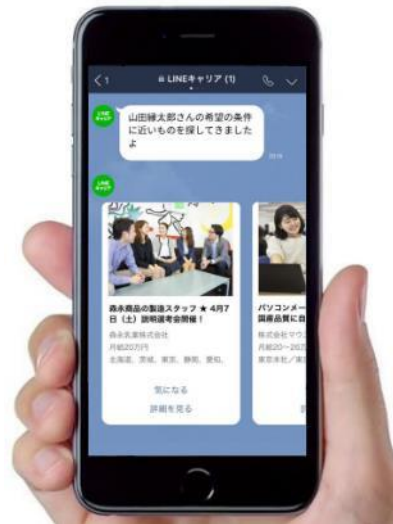 1
LINEキャリア (1)
LINE
キャリア
山田縁太郎さんの希望の条件
に近いものを探してきました
よ
LINE
キャリア
森永商品の製造スタッフ ★ 4月7
日（土）説明選考会開催！
森永乳業株式会社
月給20万円
北海道、茨城、東京、静岡、愛知、
気になる
詳細を見る
パソコンメー
国産品質に自
株式会社マウ
月給20〜26
東京本社／東